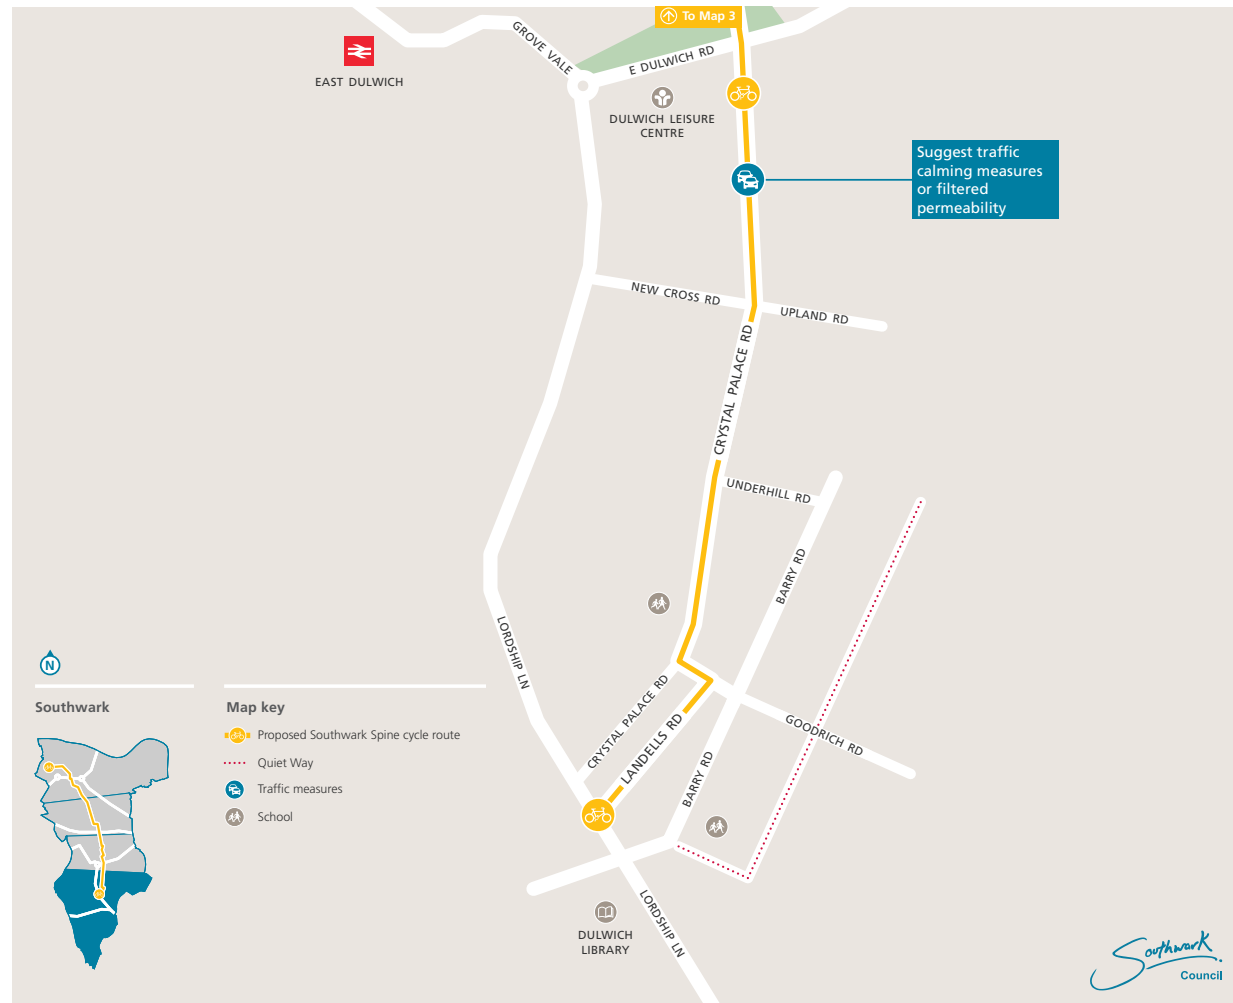 To Map 3
GROVE VALE
E DULWICH RD
EAST DULWICH
DULWICH LEISURE
CENTRE
Suggest traffic
calming measures
or filtered
permeability
NEW CROSS RD
UPLAND RD
CRYSTAL PALACE RD
UNDERHILL RD
BARRY RD
LORDSHIP LN
CRYSTAL PALACE RD
LANDELLS RD
GOODRICH RD
BARRY RD
N
Southwark
Map key
Proposed Southwark Spine cycle route
Quiet Way
Traffic measures
School
DULWICH
LIBRARY
LORDSHIP LN
Southwark
Council